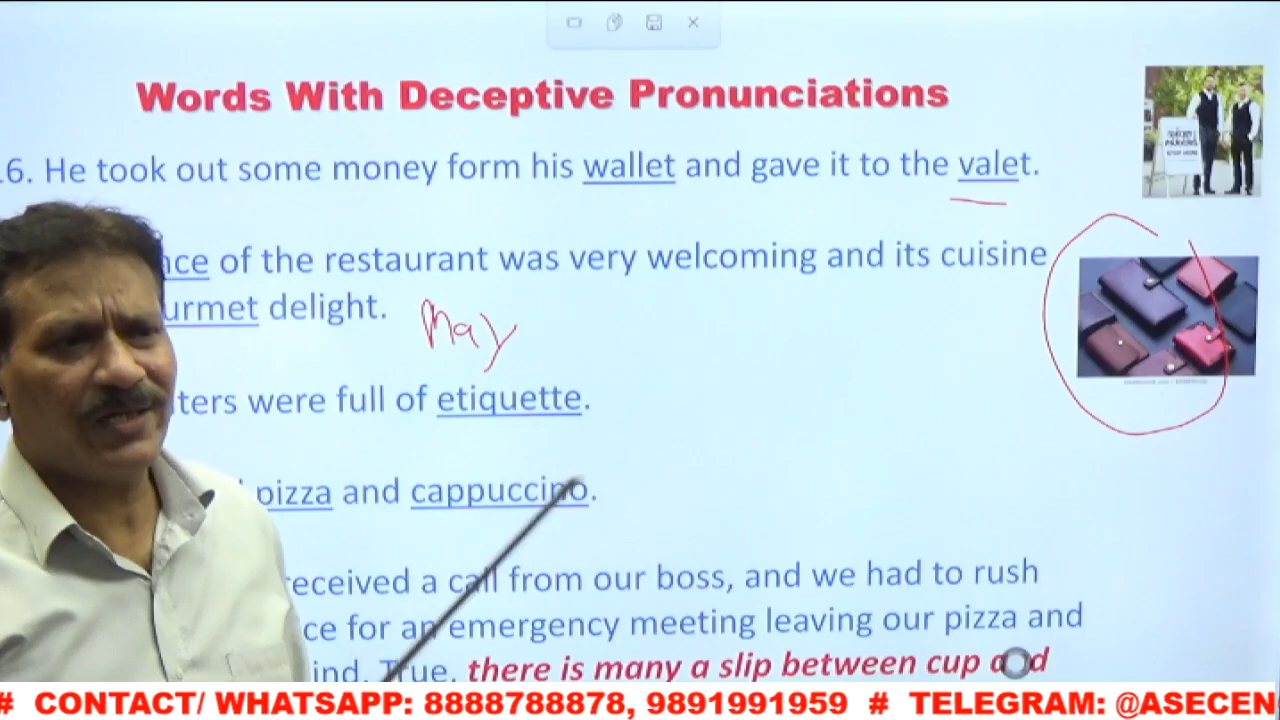 Words With Deceptive Pronunciations
6. He took out some money form his wallet and gave it to the valet.
nce of the restaurant was very welcoming and its cuisine
urmet delight.
May
ters were full of etiquette.
pizza and cappuccino.
received a call from our boss, and we had to rush
ce for an emergency meeting leaving our pizza and
ind. True, there is many a slip between cup and
# CONTACT/ WHATSAPP: 8888788878, 9891991959 # TELEGRAM: @ASECEN